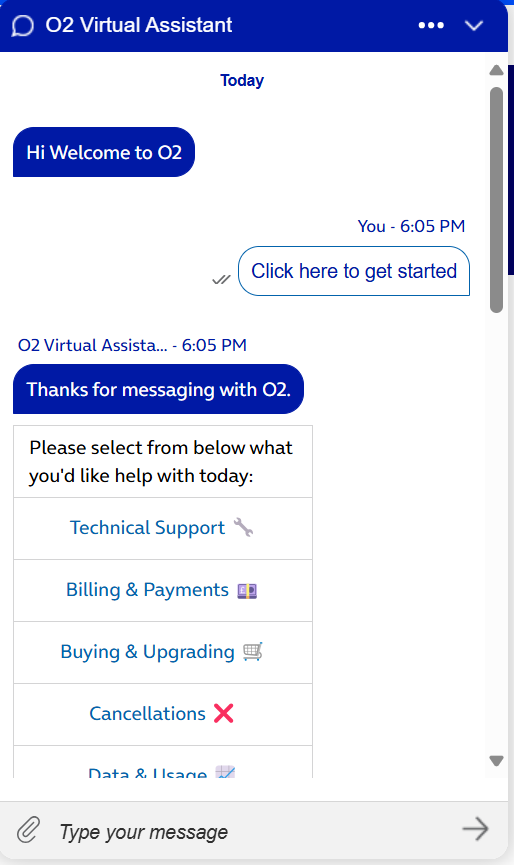 O2 Virtual Assistant
Today
Hi Welcome to O2
You - 6:05 PM
Click here to get started
O2 Virtual Assista... - 6:05 PM
Thanks for messaging with O2.
Please select from below what
you'd like help with today:
Technical Support
Billing & Payments
Buying & Upgrading
Cancellations
Data & Usage
Type your message